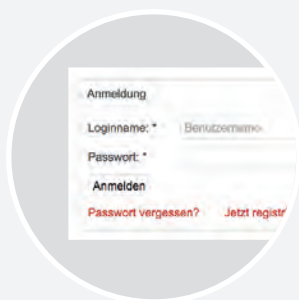 Anmeldung
Loginname: * Benutzername
Passwort: *
Anmelden
Passwort vergessen? Jetzt registr